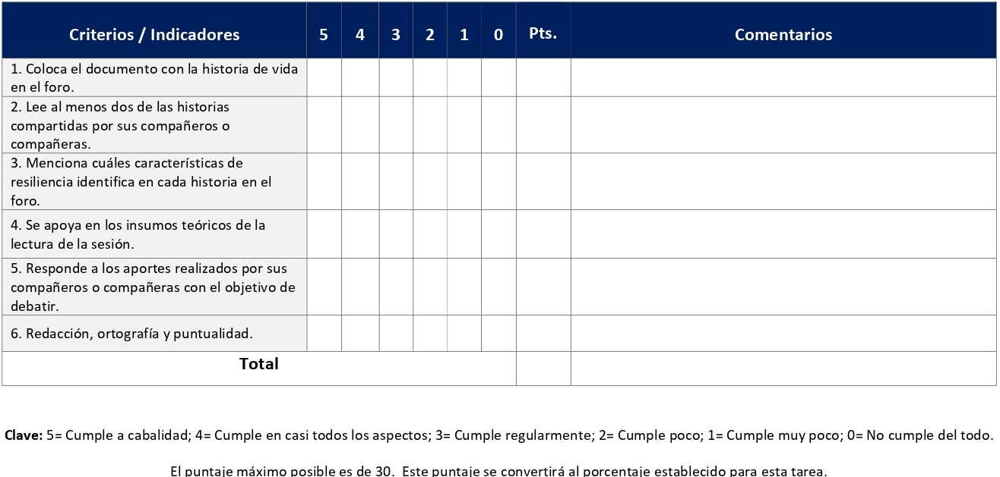 Criterios / Indicadores 5 4 3 2 1 0 Pts. Comentarios
1. Coloca el documento con la historia de vida
en el foro.
2. Lee al menos dos de las historias
compartidas por sus compañeros o
compañeras.
3. Menciona cuáles características de
resiliencia identifica en cada historia en el
foro.
4. Se apoya en los insumos teóricos de la
lectura de la sesión.
5. Responde a los aportes realizados por sus
compañeros o compañeras con el objetivo de
debatir.
6. Redacción, ortografía y puntualidad.
Total
Clave: 5= Cumple a cabalidad; 4= Cumple en casi todos los aspectos; 3= Cumple regularmente; 2= Cumple poco; 1= Cumple muy poco; 0= No cumple del todo.
El puntaje máximo posible es de 30. Este puntaje se convertirá al porcentaje establecido para esta tarea.